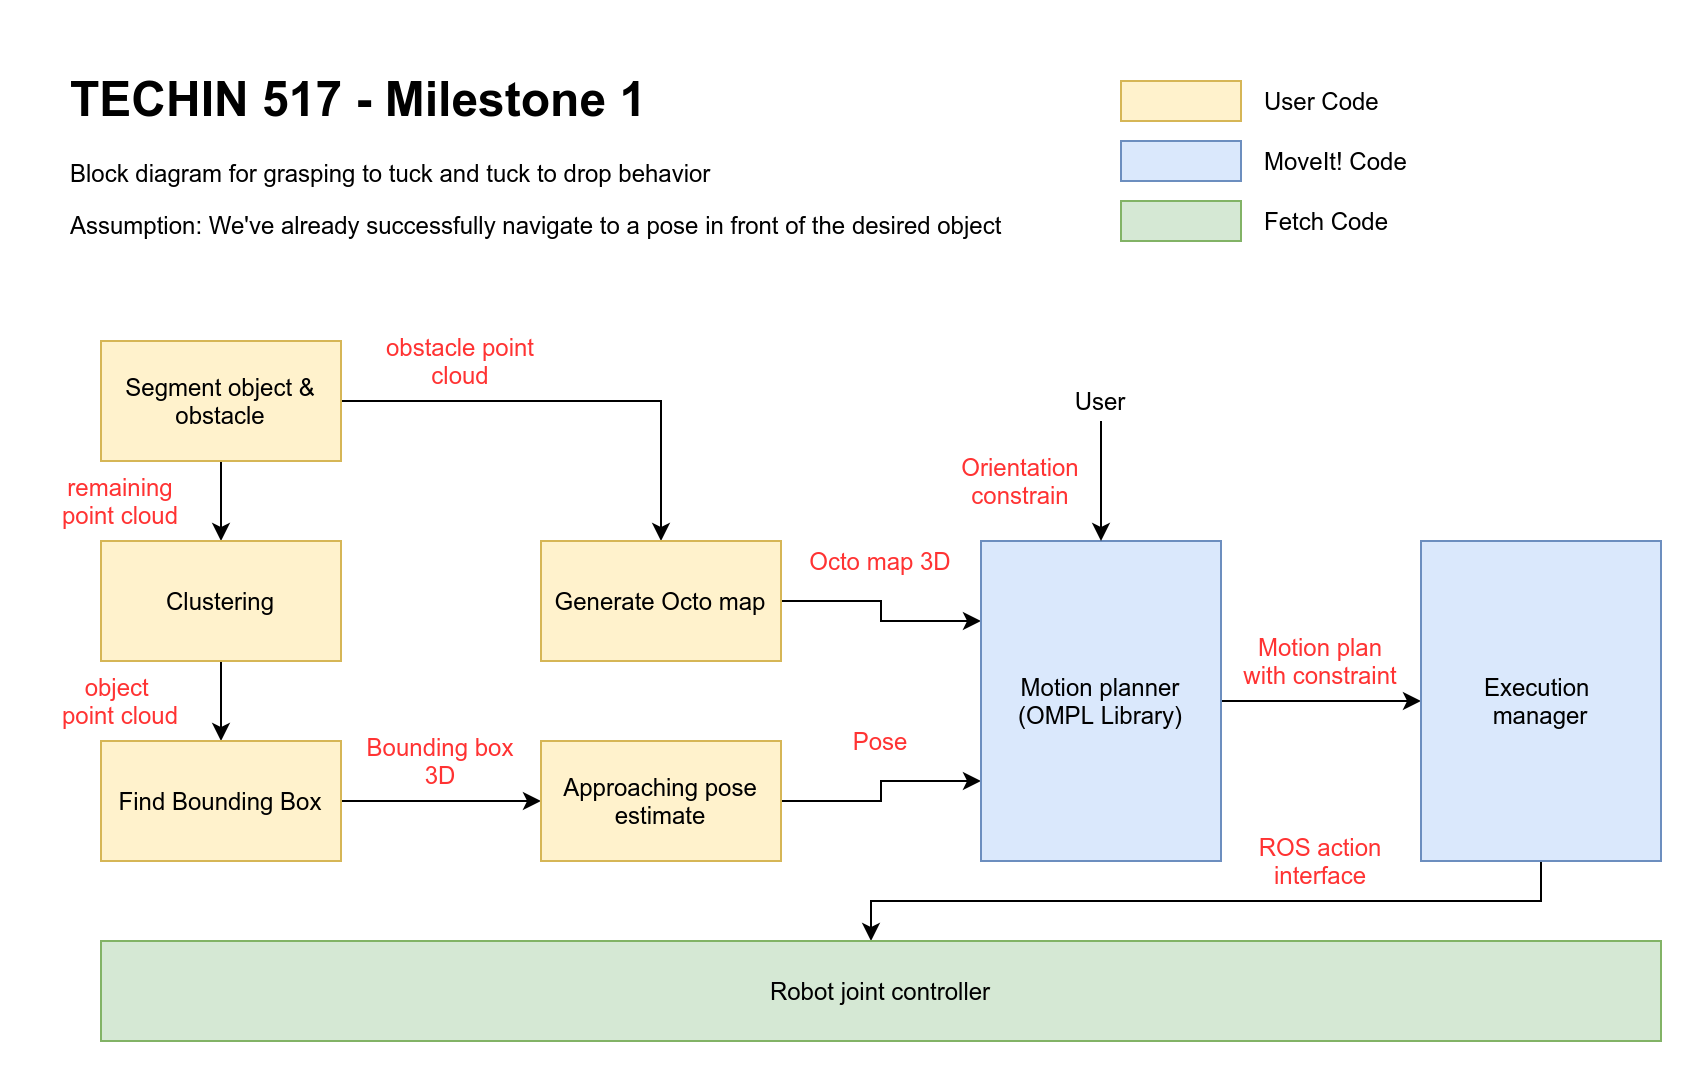 TECHIN 517 - Milestone 1
Block diagram for grasping to tuck and tuck to drop behavior
Assumption: We've already successfully navigate to a pose in front of the desired object
User Code
MoveIt! Code
Fetch Code
Segment object &
obstacle
obstacle point
cloud
User
remaining
point cloud
Orientation
constrain
Clustering
Generate Octo map
Octo map 3D
object
point cloud
Motion planner
(OMPL Library)
Motion plan
with constraint
Execution
manager
Find Bounding Box
Bounding box
3D
Approaching pose
estimate
Pose
ROS action
interface
Robot joint controller